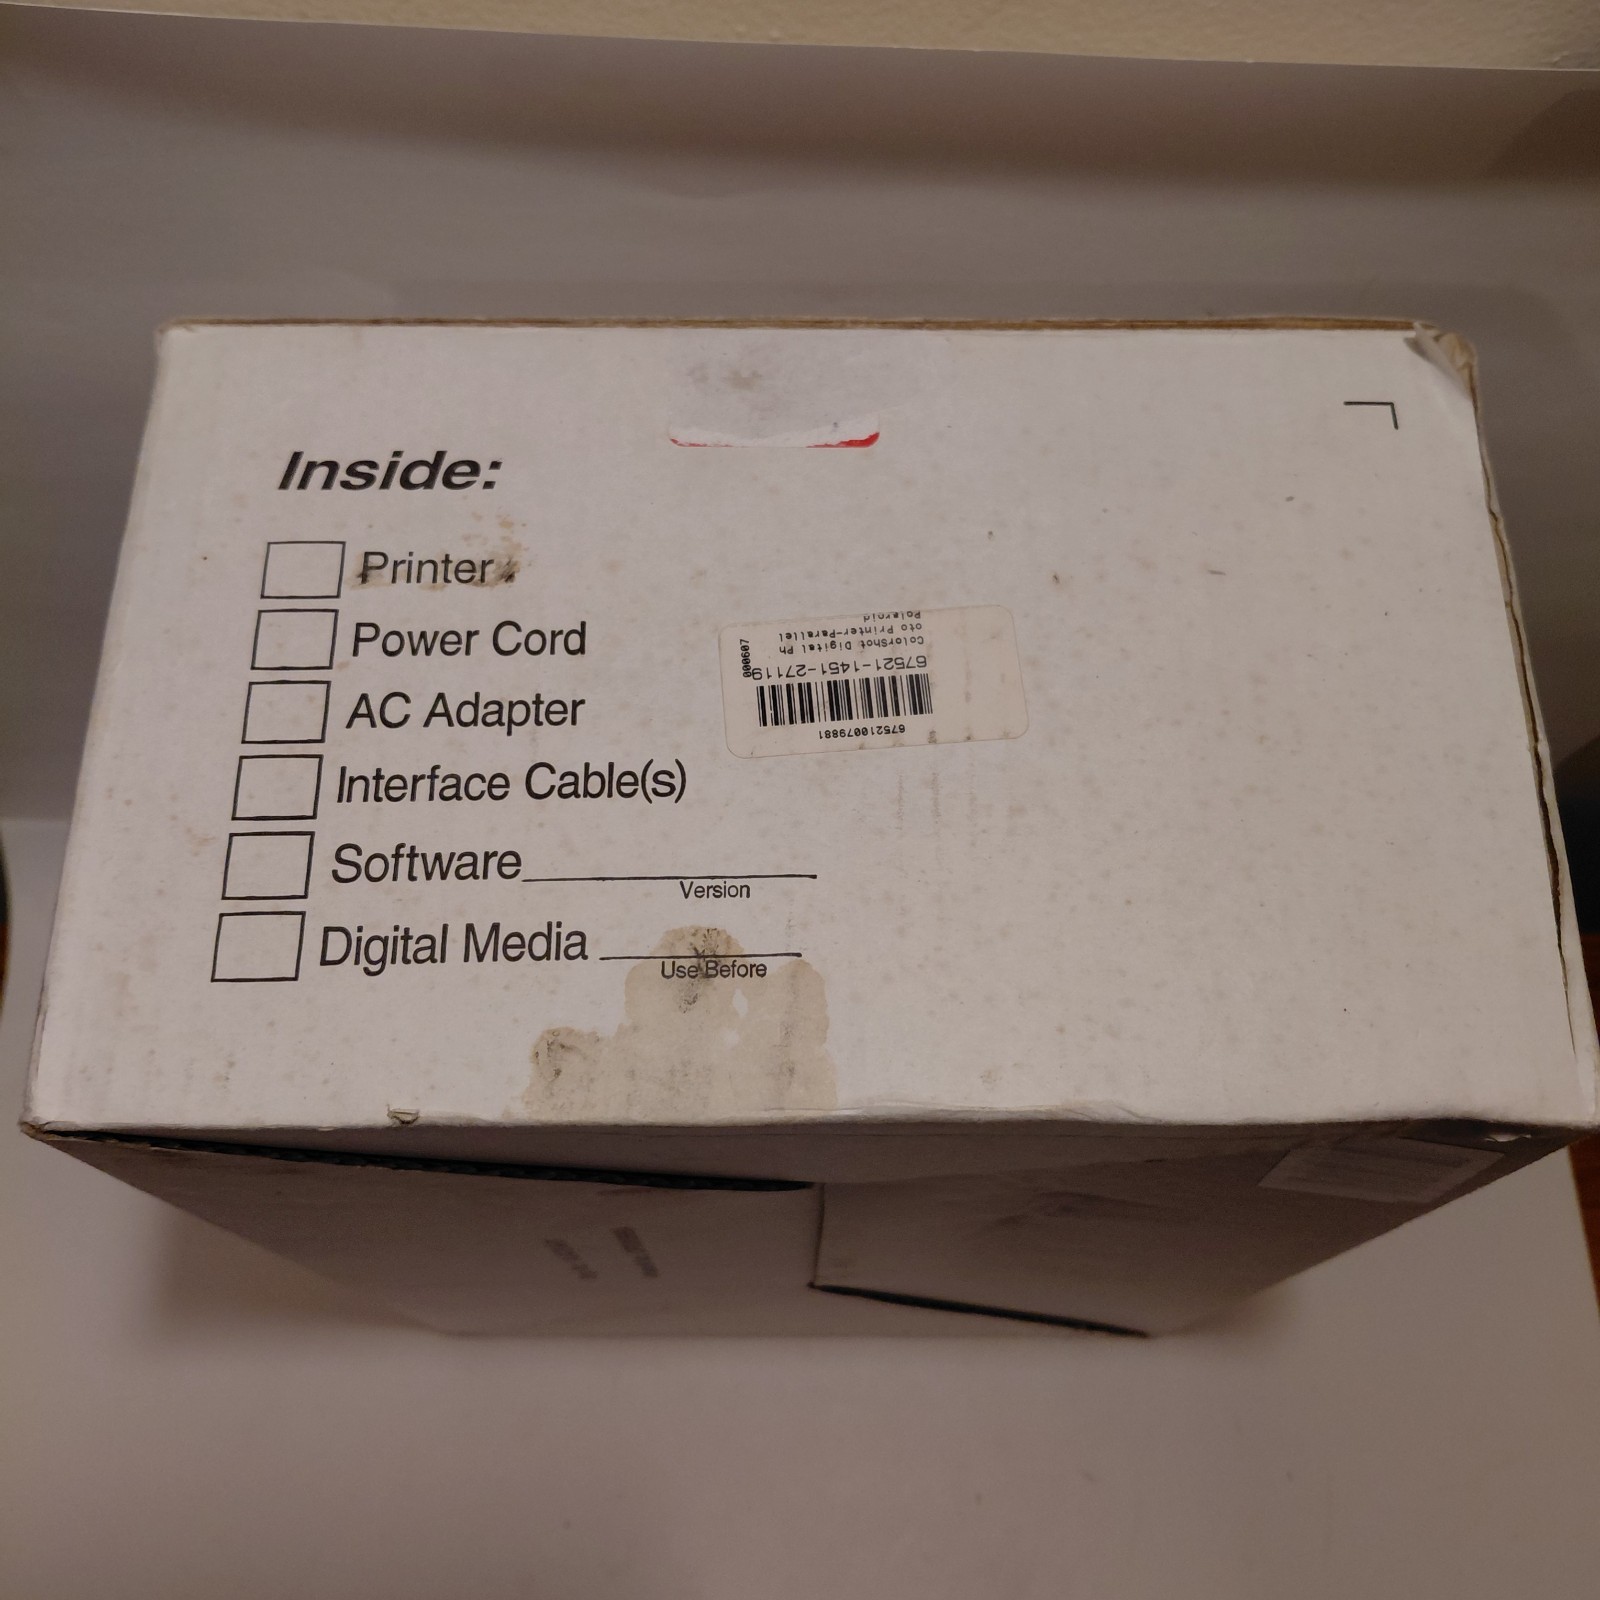 Inside:
Printer
Power Cord
AC Adapter
Interface Cable(s)
Software
Version
Digital Media
Use Before
675210079881
67521-1451-27119
ColorShot Digital Ph
oto Printer-Parallel
Polaroid
000607